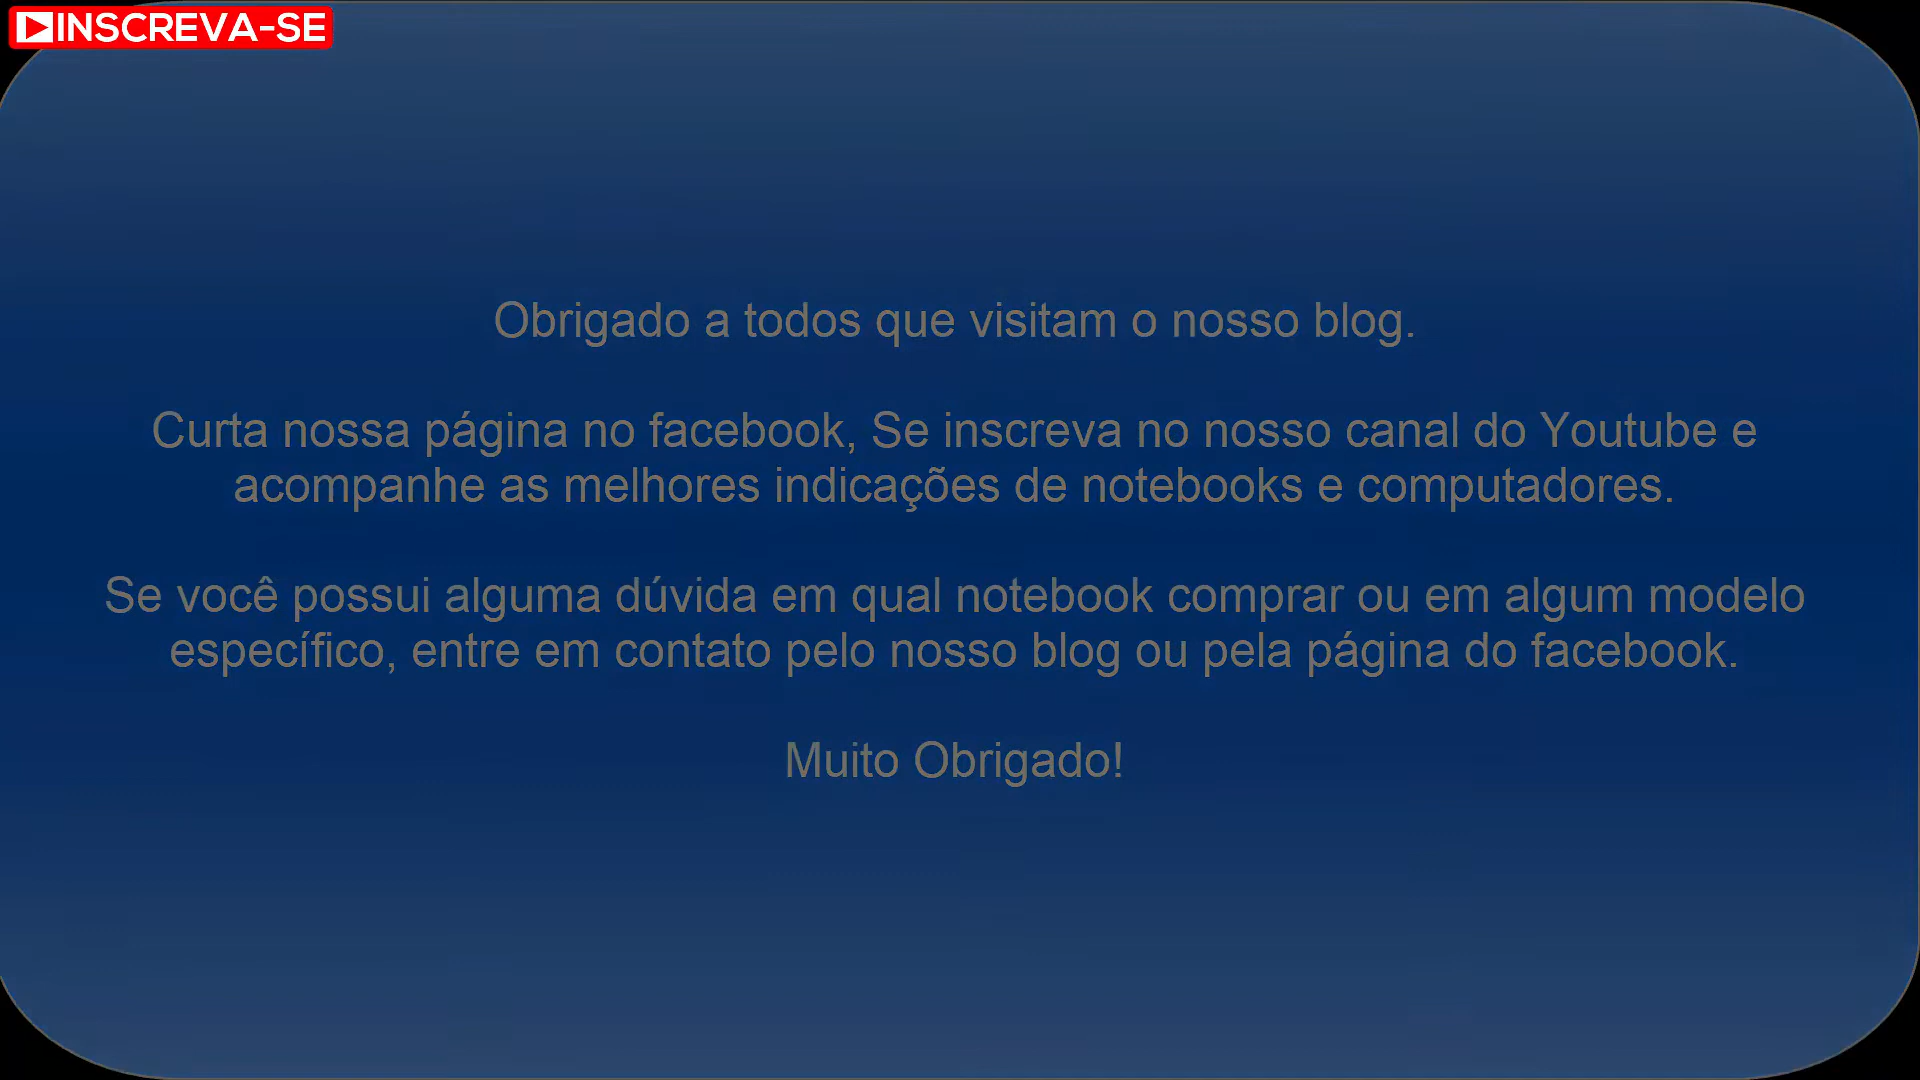 INSCREVA-SE
Obrigado a todos que visitam o nosso blog.
Curta nossa página no facebook, Se inscreva no nosso canal do Youtube e
acompanhe as melhores indicações de notebooks e computadores.
Se você possui alguma dúvida em qual notebook comprar ou em algum modelo
específico, entre em contato pelo nosso blog ou pela página do facebook.
Muito Obrigado!